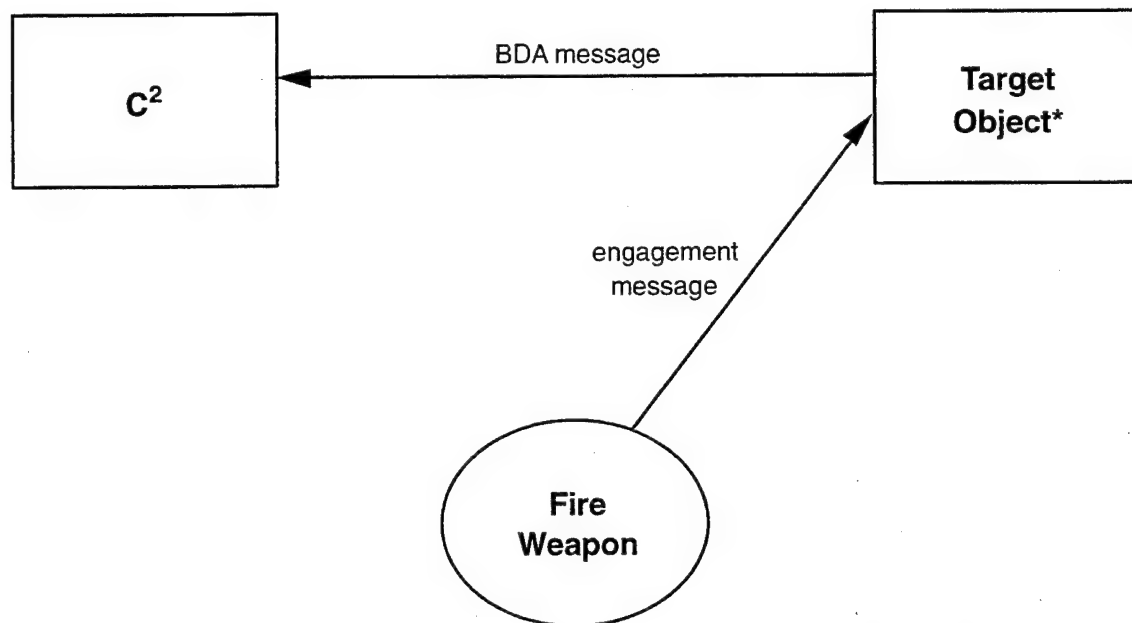 BDA message
C²
Target
Object*
engagement
message
Fire
Weapon